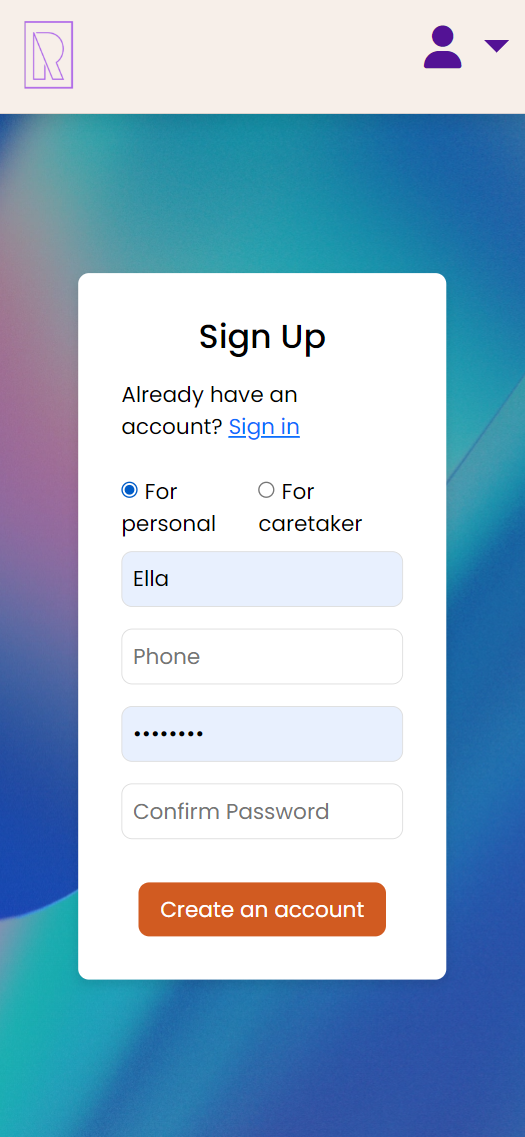 R
Sign Up
Already have an
account? Sign in
For For
personal caretaker
Ella
Phone
••••••••
Confirm Password
Create an account